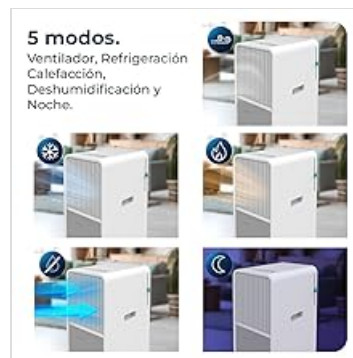 5 modos.
Ventilador, Refrigeración
Calefacción,
Deshumidificación y
Noche.